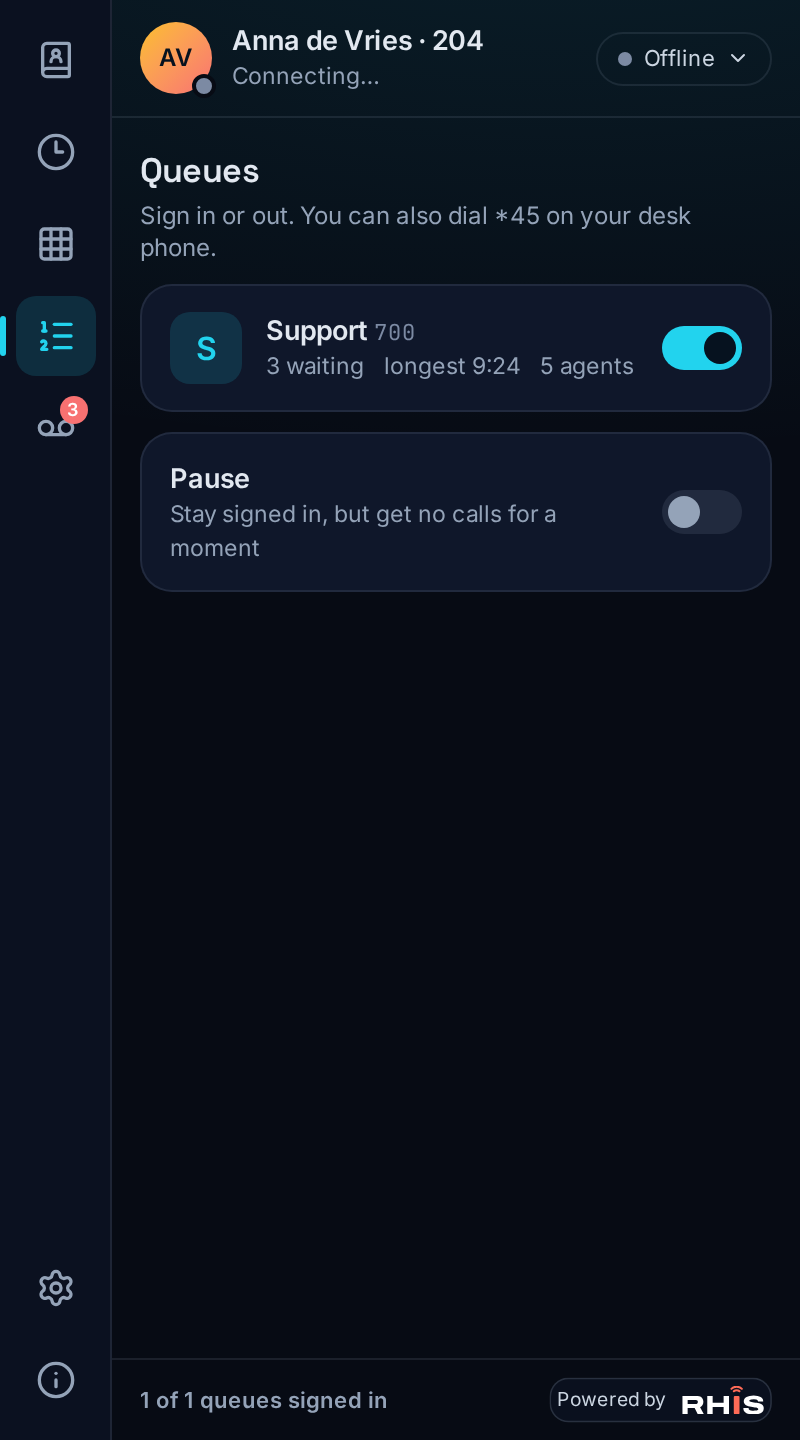 AV
Anna de Vries · 204
Connecting...
Offline
Queues
Sign in or out. You can also dial *45 on your desk
phone.
S
Support 700
3 waiting longest 9:24 5 agents
3
Pause
Stay signed in, but get no calls for a
moment
1 of 1 queues signed in
Powered by RHiS